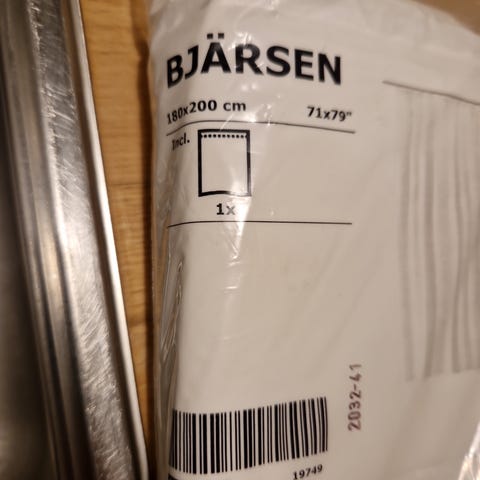 BJÄRSEN
180x200 cm 71x79"
Incl.
1x
2032-41
19749